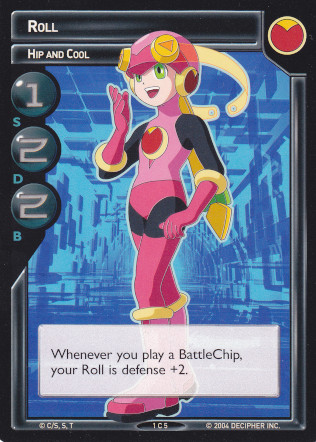 Roll
Hip and Cool
1
S
2
D
2
B
Whenever you play a BattleChip,
your Roll is defense +2.
© C/S, S, T
1 C 5
© 2004 DECIPHER INC.